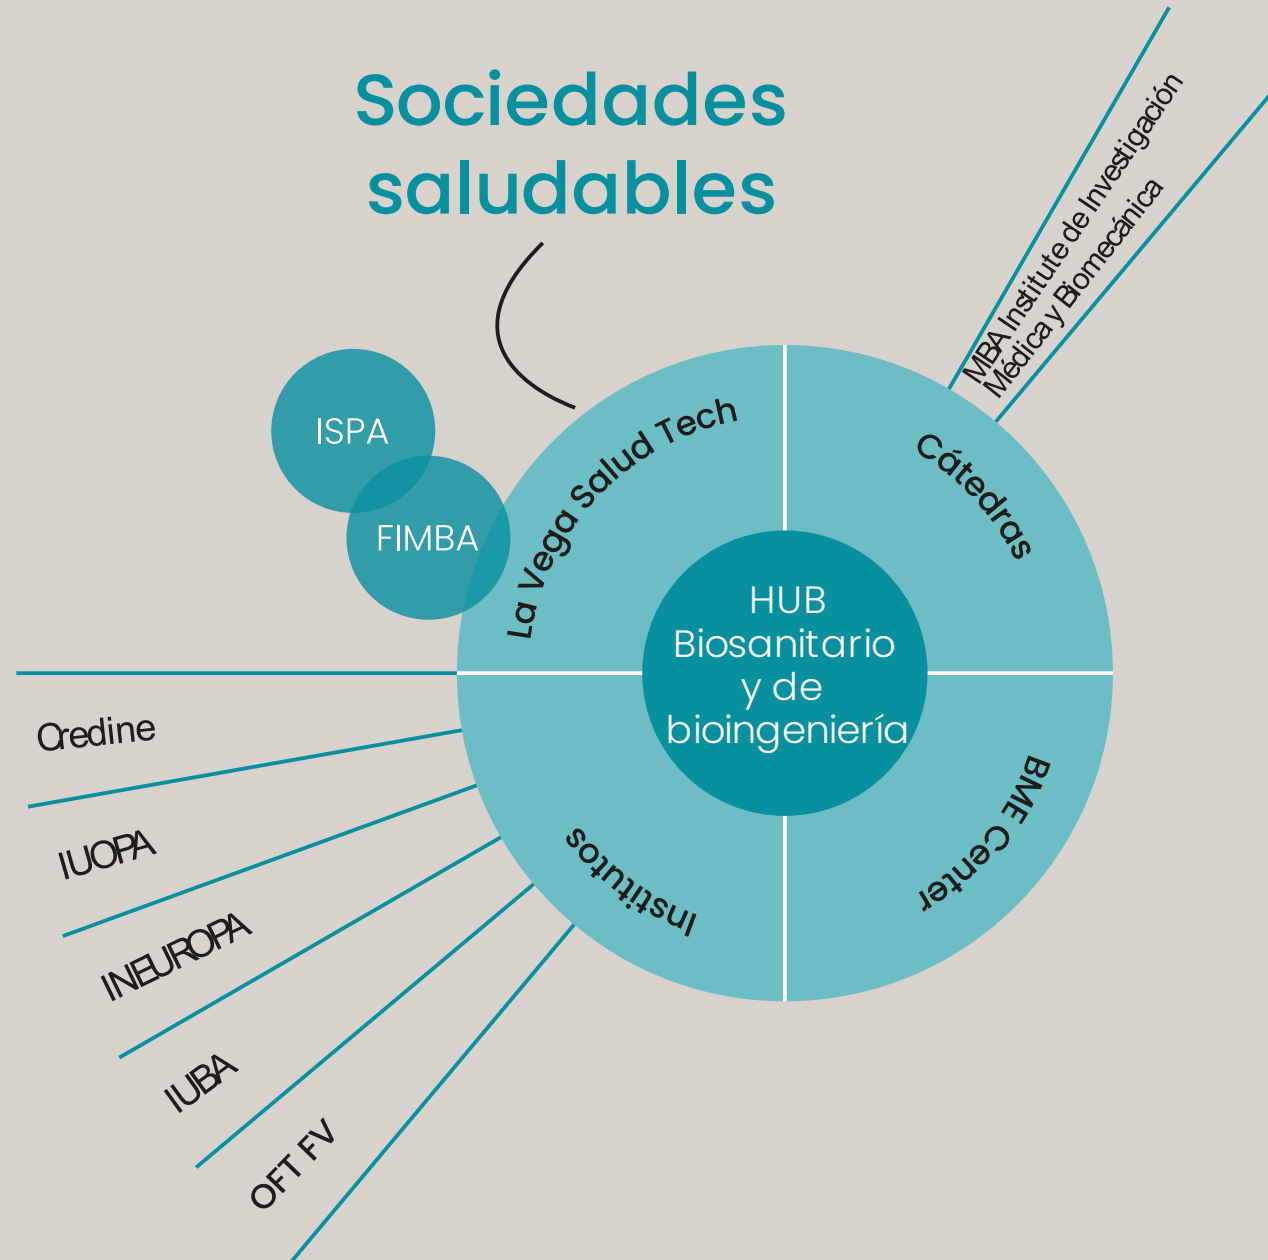 Sociedades
saludables
MBA Institute de Investigación
Médica y Biomecánica
ISPA
FIMBA
La Vega Salud Tech
Cátedras
HUB
Biosanitario
y de
bioingeniería
BME Center
Institutos
Credine
IUOPA
INEUROPA
IUBA
OFT FV